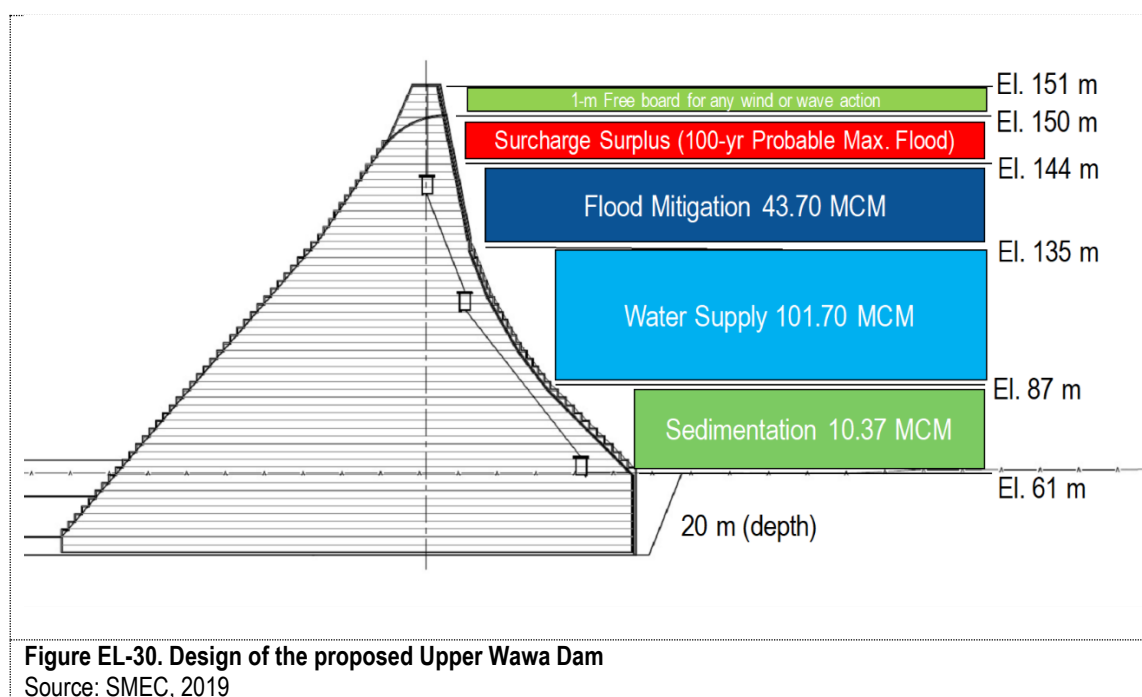 El. 151 m
1-m Free board for any wind or wave action
El. 150 m
Surcharge Surplus (100-yr Probable Max. Flood)
El. 144 m
Flood Mitigation 43.70 MCM
El. 135 m
Water Supply 101.70 MCM
El. 87 m
Sedimentation 10.37 MCM
El. 61 m
20 m (depth)
Figure EL-30. Design of the proposed Upper Wawa Dam
Source: SMEC, 2019